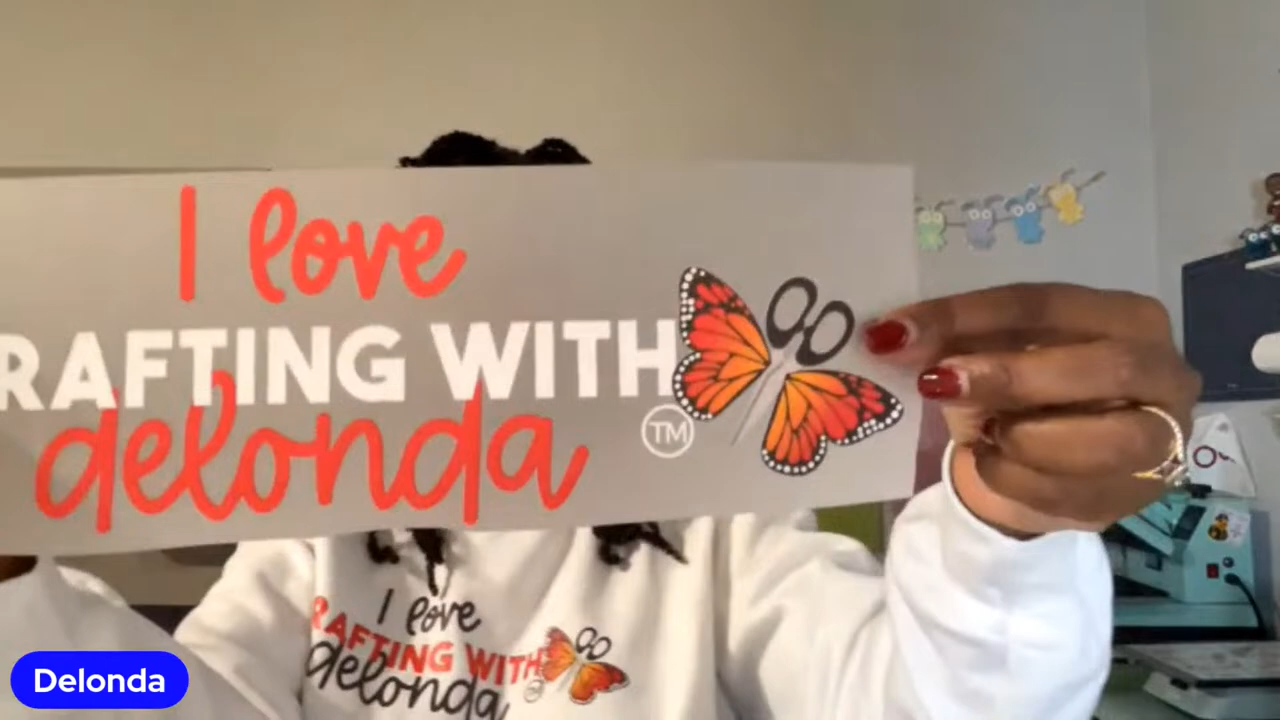 I love
RAFTING WITH
delonda
TM
I love
RAFTING WITH
delonda
Delonda